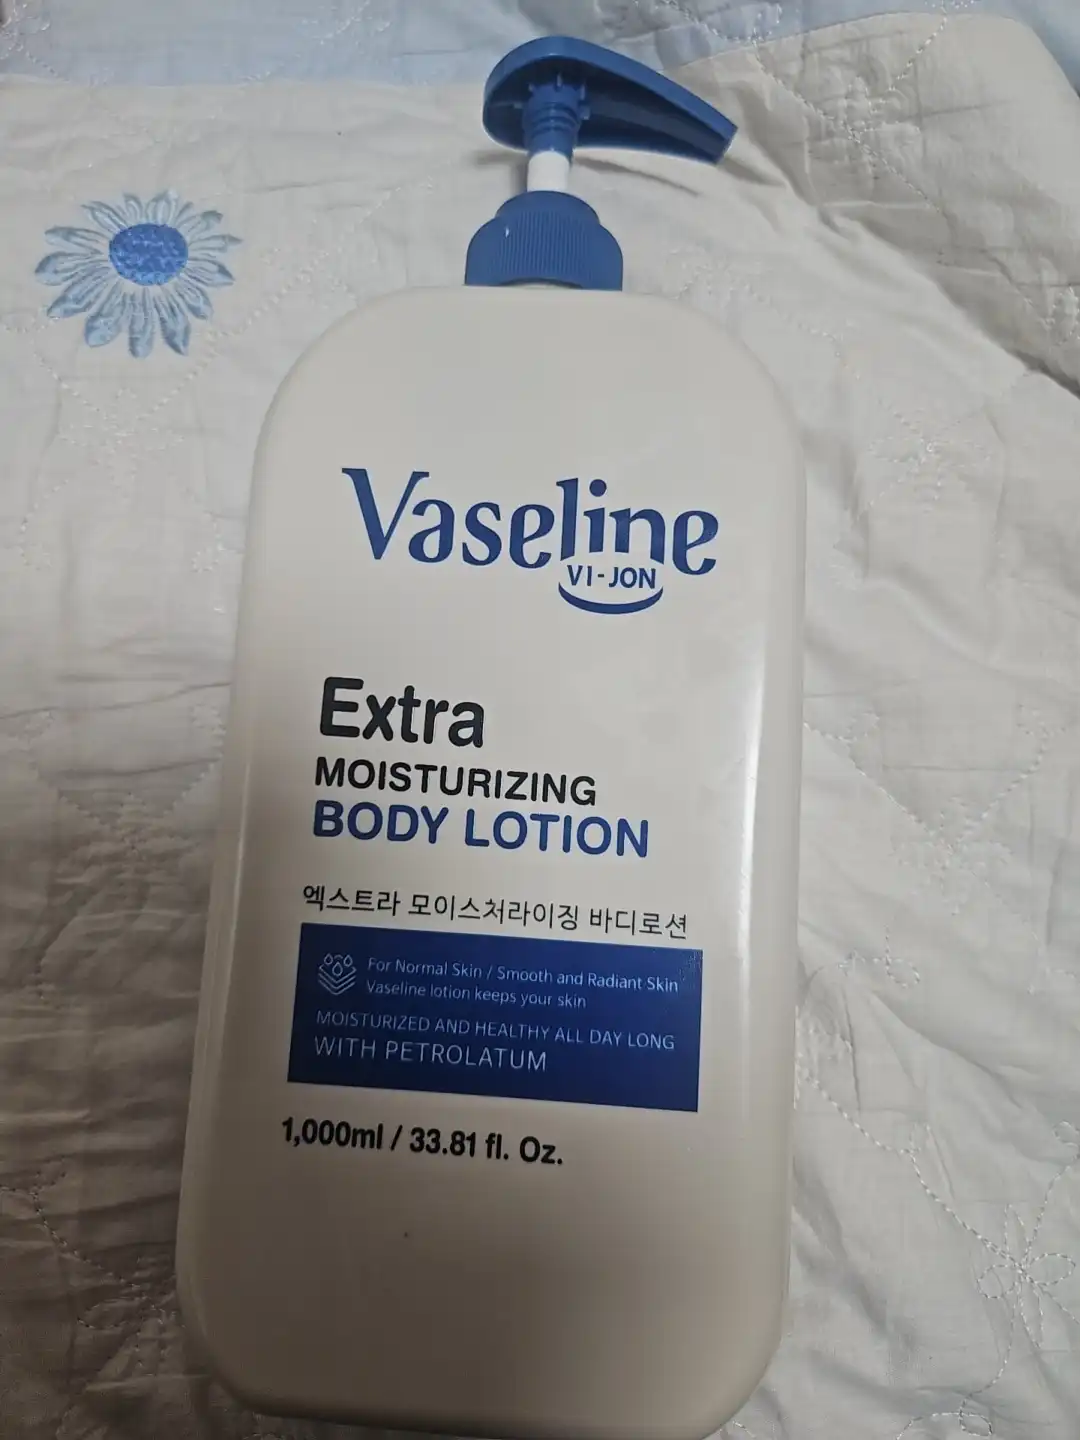 Vaseline
VI-JON
Extra
MOISTURIZING
BODY LOTION
엑스트라 모이스처라이징 바디로션
For Normal Skin / Smooth and Radiant Skin
Vaseline lotion keeps your skin
MOISTURIZED AND HEALTHY ALL DAY LONG
WITH PETROLATUM
1,000ml / 33.81 fl. Oz.